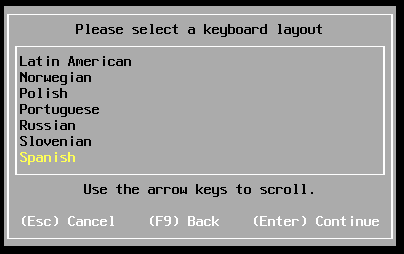 Please select a keyboard layout
Latin American
Norwegian
Polish
Portuguese
Russian
Slovenian
Spanish
Use the arrow keys to scroll.
(Esc) Cancel (F9) Back (Enter) Continue